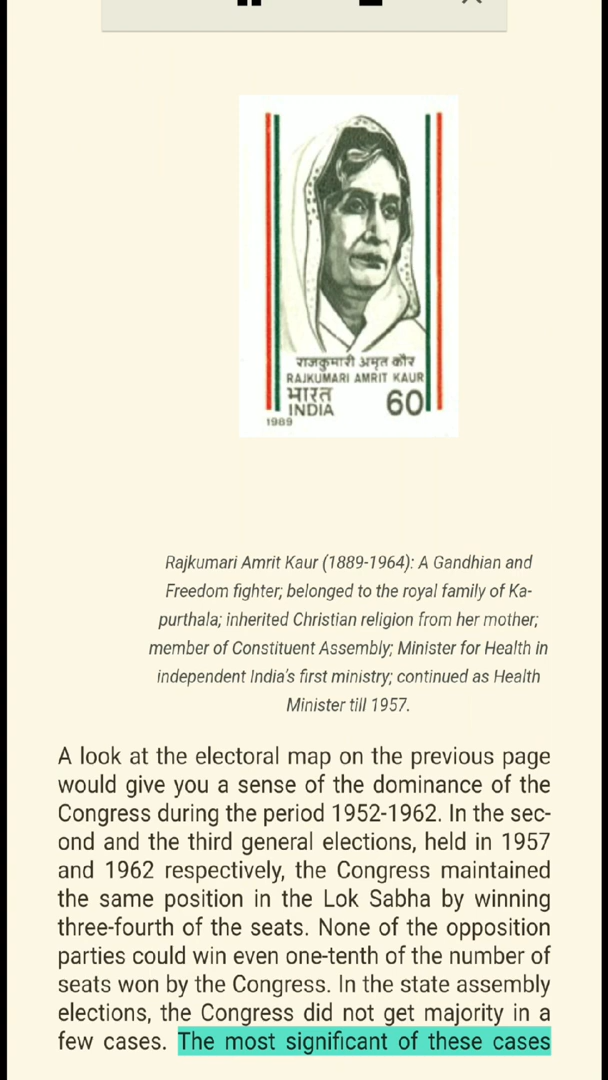 राजकुमारी अमृत कौर
RAJKUMARI AMRIT KAUR
भारत
INDIA 60
1989
Rajkumari Amrit Kaur (1889-1964): A Gandhian and
Freedom fighter; belonged to the royal family of Ka-
purthala; inherited Christian religion from her mother;
member of Constituent Assembly; Minister for Health in
independent India's first ministry; continued as Health
Minister till 1957.
A look at the electoral map on the previous page
would give you a sense of the dominance of the
Congress during the period 1952-1962. In the sec-
ond and the third general elections, held in 1957
and 1962 respectively, the Congress maintained
the same position in the Lok Sabha by winning
three-fourth of the seats. None of the opposition
parties could win even one-tenth of the number of
seats won by the Congress. In the state assembly
elections, the Congress did not get majority in a
few cases. The most significant of these cases